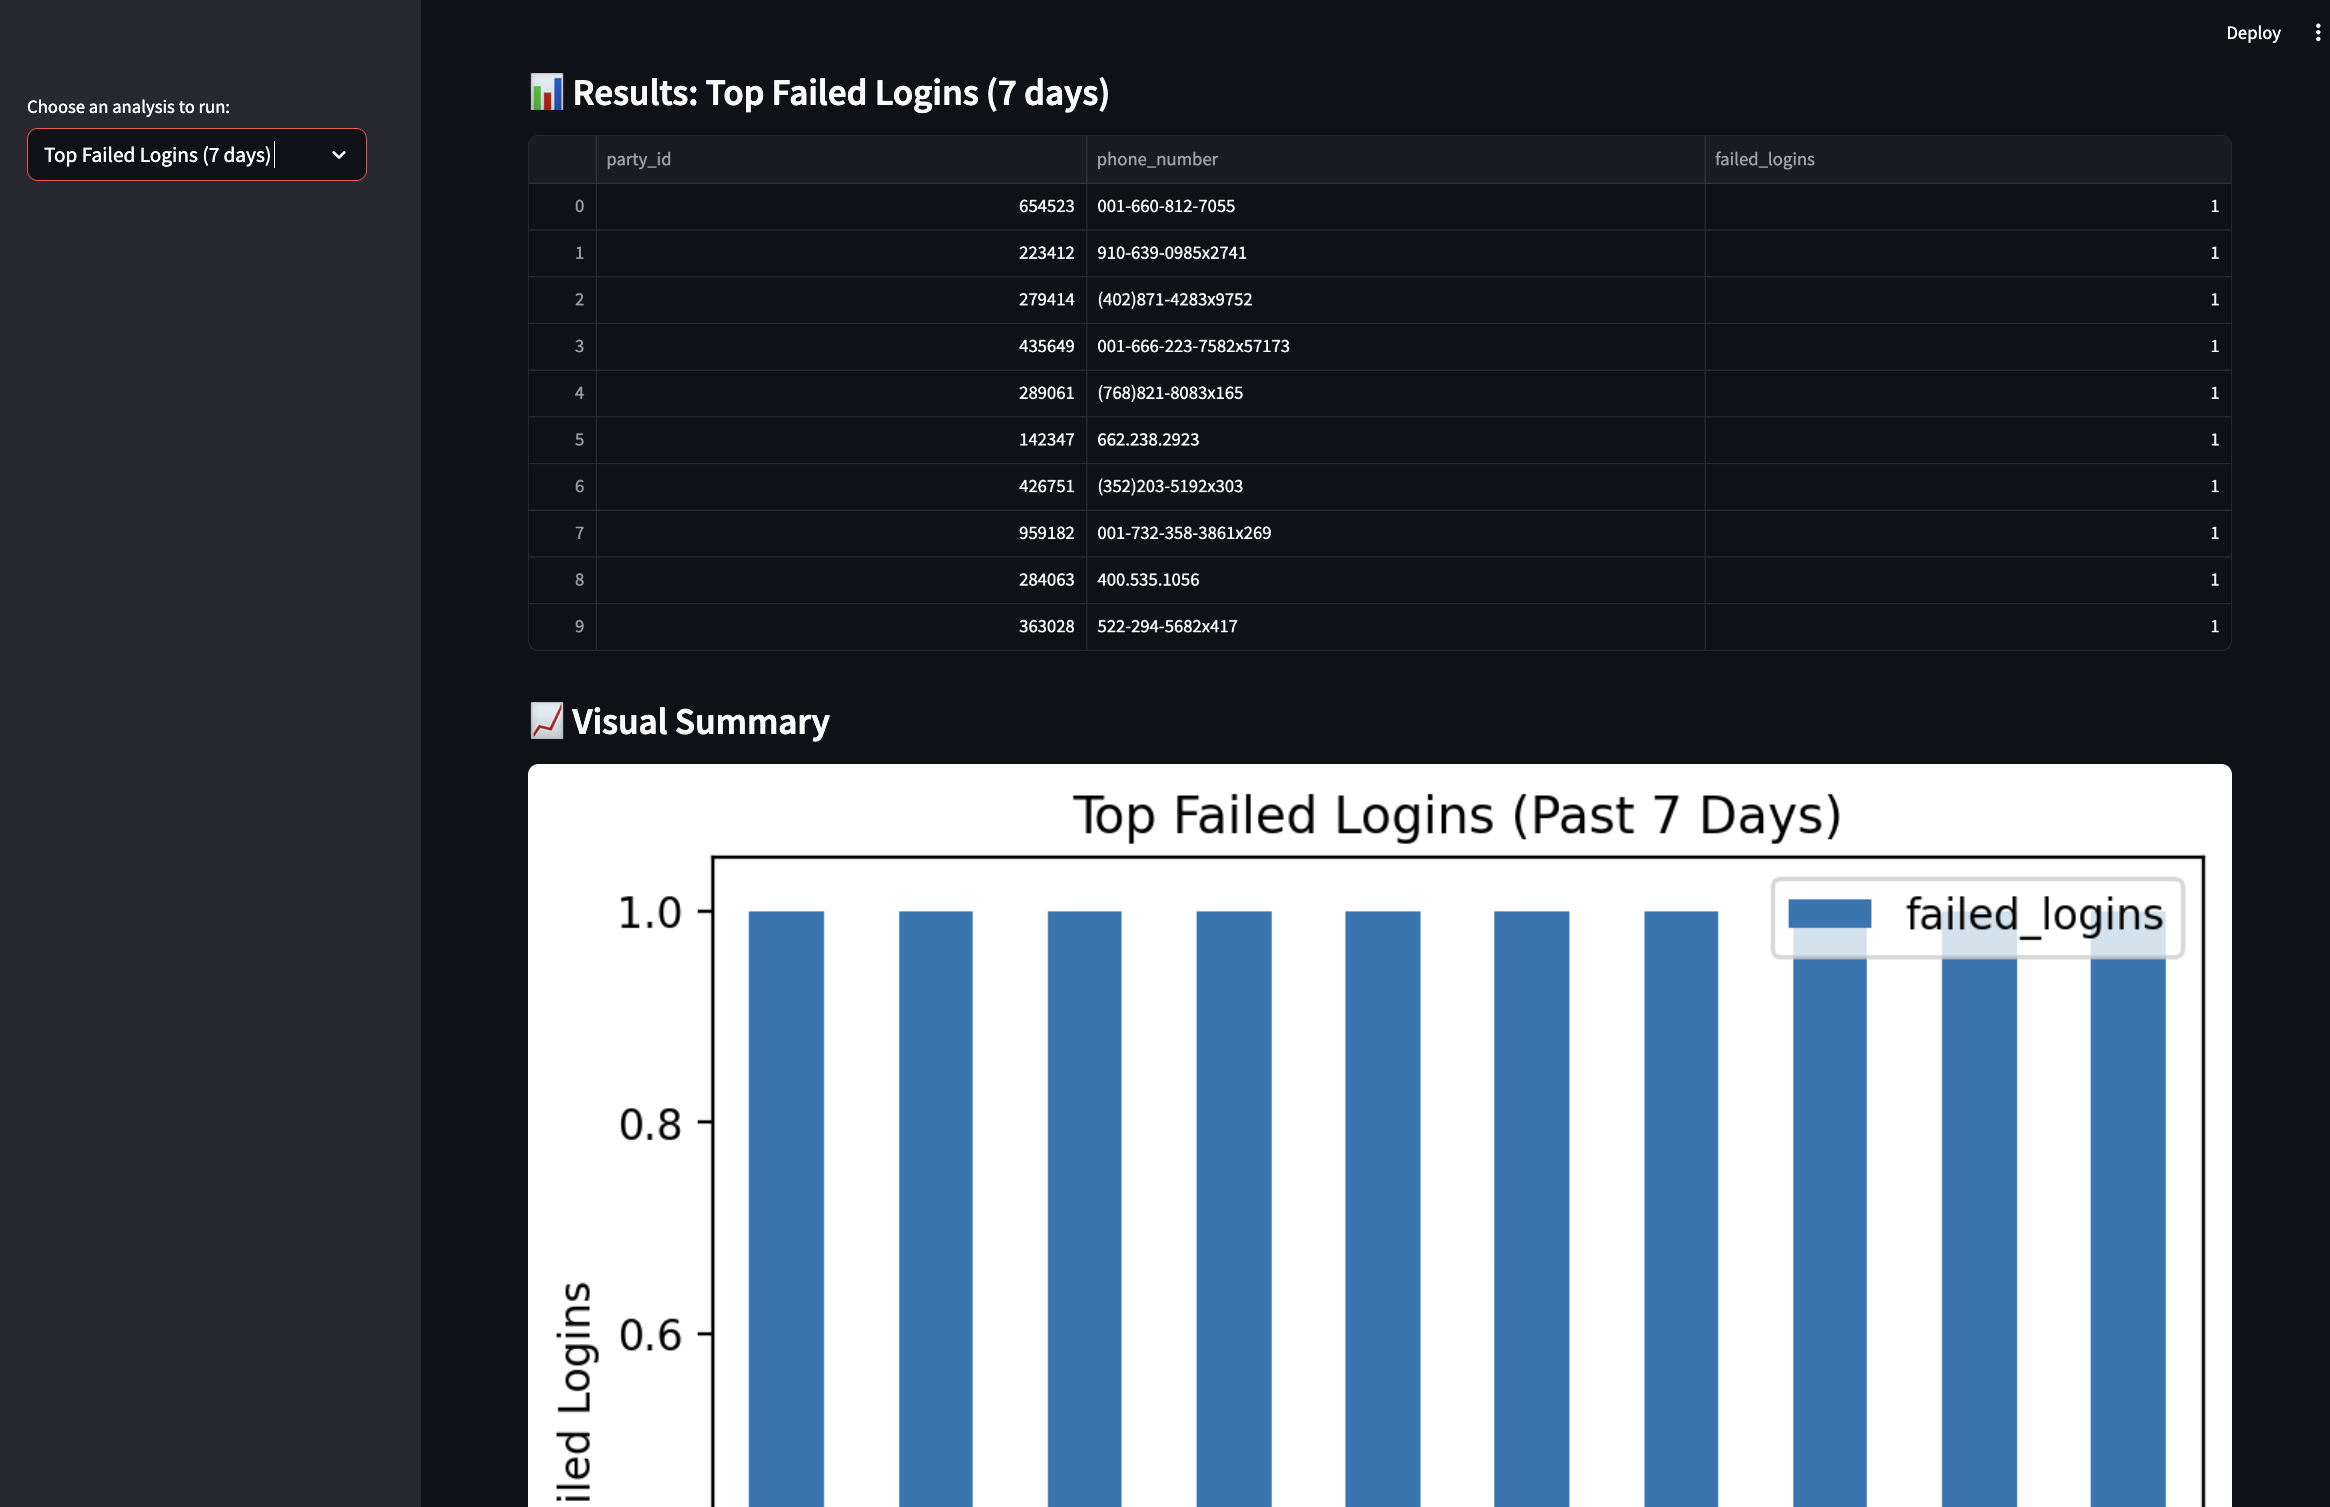 Deploy
Choose an analysis to run:
Top Failed Logins (7 days)
Results: Top Failed Logins (7 days)
party_id phone_number failed_logins
0 654523 001-660-812-7055 1
1 223412 910-639-0985x2741 1
2 279414 (402)871-4283x9752 1
3 435649 001-666-223-7582x57173 1
4 289061 (768)821-8083x165 1
5 142347 662.238.2923 1
6 426751 (352)203-5192x303 1
7 959182 001-732-358-3861x269 1
8 284063 400.535.1056 1
9 363028 522-294-5682x417 1
Visual Summary
Top Failed Logins (Past 7 Days)
failed_logins
1.0
0.8
0.6
iled Logins